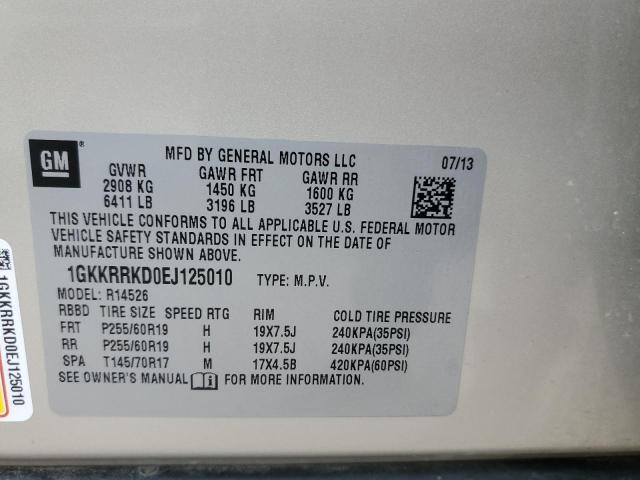 GM
MFD BY GENERAL MOTORS LLC 07/13
GVWR GAWR FRT GAWR RR
2908 KG 1450 KG 1600 KG
6411 LB 3196 LB 3527 LB
THIS VEHICLE CONFORMS TO ALL APPLICABLE U.S. FEDERAL MOTOR
VEHICLE SAFETY STANDARDS IN EFFECT ON THE DATE OF
MANUFACTURE SHOWN ABOVE.
1GKKRRKD0EJ125010 TYPE: M.P.V.
MODEL: R14526
RBBD TIRE SIZE SPEED RTG RIM COLD TIRE PRESSURE
FRT P255/60R19 H 19X7.5J 240KPA(35PSI)
RR P255/60R19 H 19X7.5J 240KPA(35PSI)
SPA T145/70R17 M 17X4.5B 420KPA(60PSI)
SEE OWNER'S MANUAL FOR MORE INFORMATION.
1GKKRRKD0EJ125010